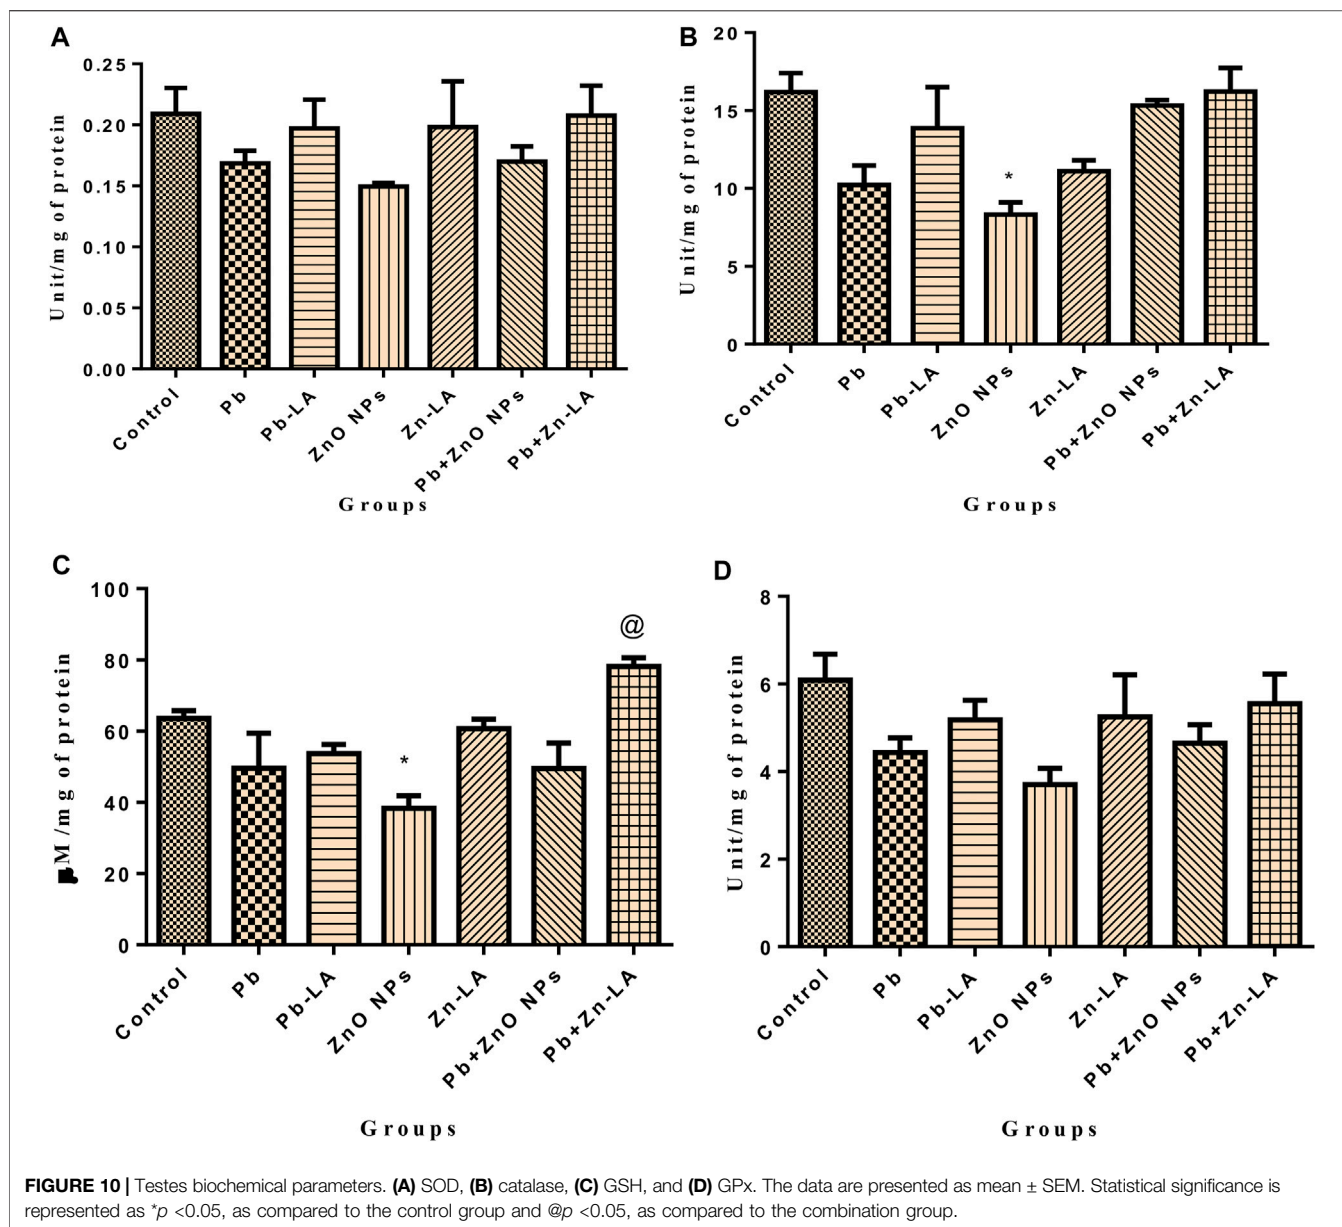 A
0.25
0.20
0.15
0.10
0.05
0.00
Unit/mg of protein
Control
Pb
Pb-LA
ZnO NPs
Zn-LA
Pb+ZnO NPs
Pb+Zn-LA
Groups
B
20
15
10
5
0
Unit/mg of protein
*
Control
Pb
Pb-LA
ZnO NPs
Zn-LA
Pb+ZnO NPs
Pb+Zn-LA
Groups
C
100
80
60
40
20
0
µM/mg of protein
*
@
Control
Pb
Pb-LA
ZnO NPs
Zn-LA
Pb+ZnO NPs
Pb+Zn-LA
Groups
D
8
6
4
2
0
Unit/mg of protein
Control
Pb
Pb-LA
ZnO NPs
Zn-LA
Pb+ZnO NPs
Pb+Zn-LA
Groups
FIGURE 10 | Testes biochemical parameters. (A) SOD, (B) catalase, (C) GSH, and (D) GPx. The data are presented as mean ± SEM. Statistical significance is
represented as *p <0.05, as compared to the control group and @p <0.05, as compared to the combination group.